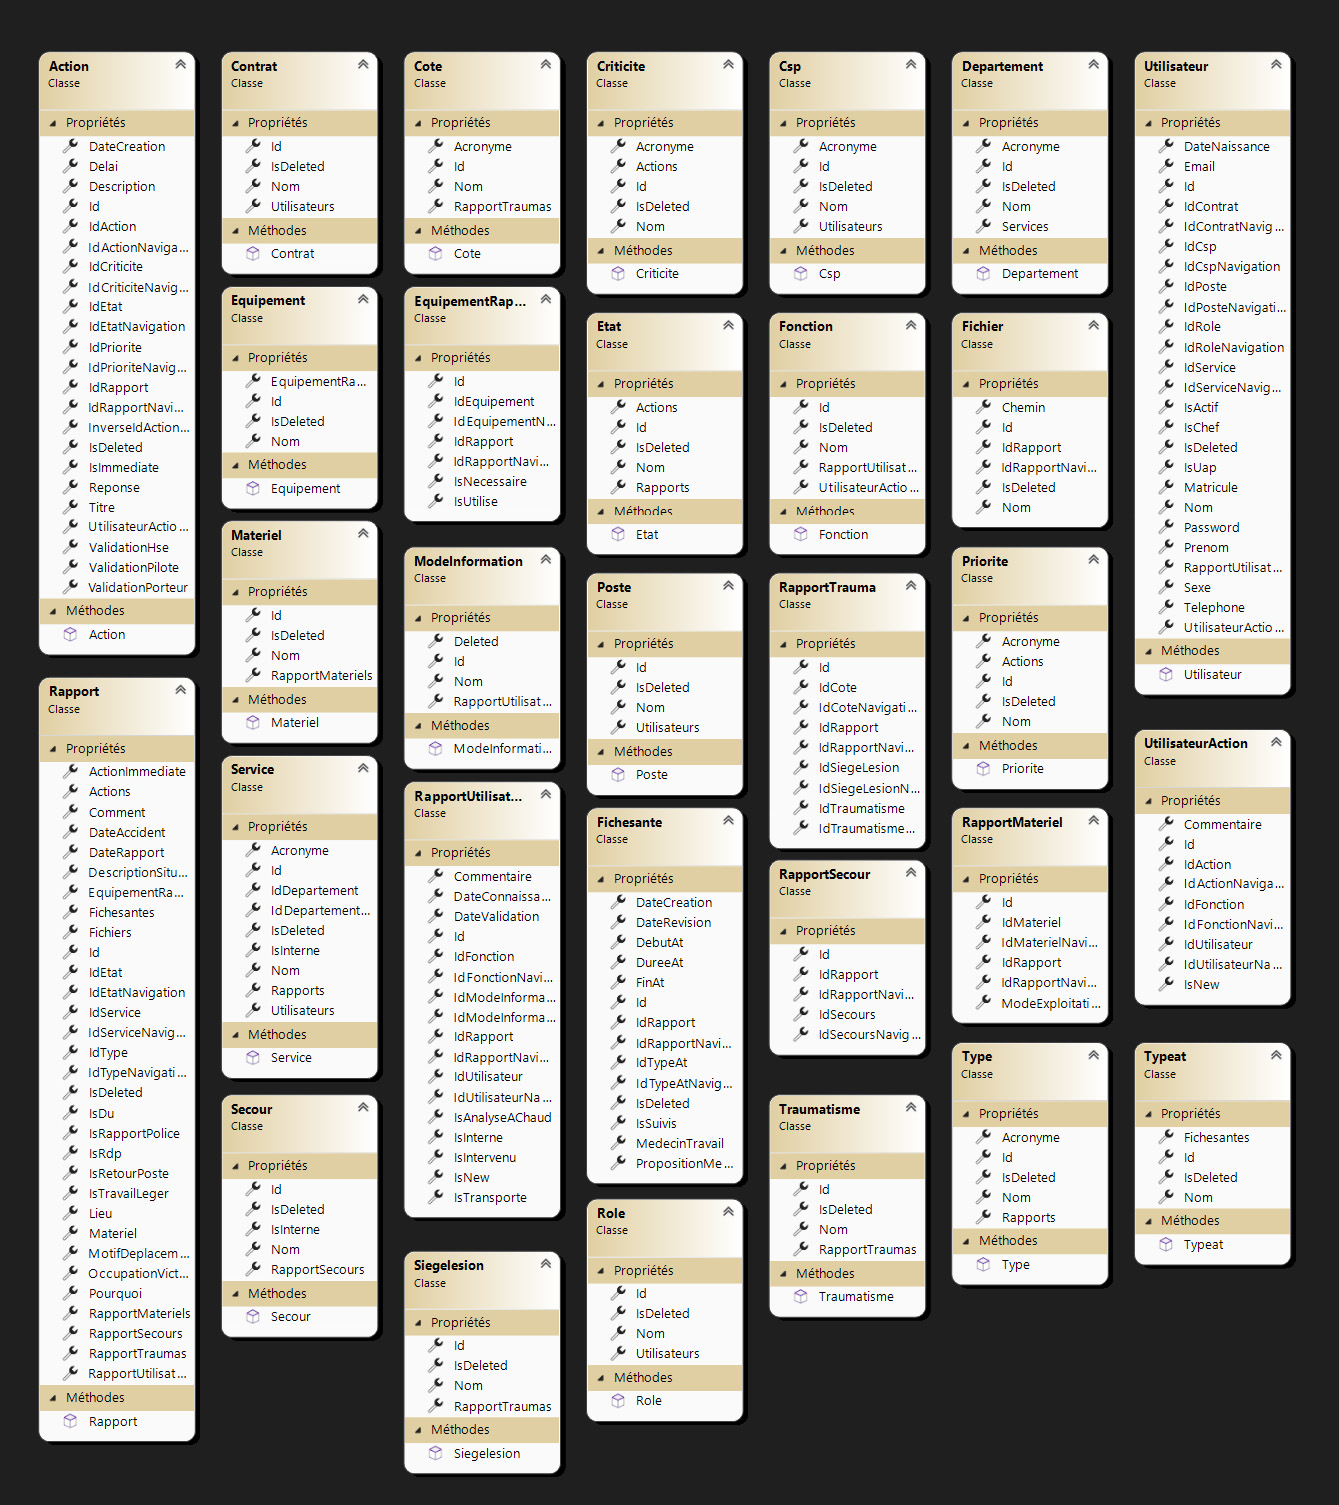 Action
Classe
Propriétés
DateCreation
Delai
Description
Id
IdAction
IdActionNaviga...
IdCriticite
IdCriticiteNavig...
IdEtat
IdEtatNavigation
IdPriorite
IdPrioriteNavig...
IdRapport
IdRapportNavi...
InverseIdAction...
IsDeleted
IsImmediate
Reponse
Titre
UtilisateurActio...
ValidationHse
ValidationPilote
ValidationPorteur
Méthodes
Action
Rapport
Classe
Propriétés
ActionImmediate
Actions
Comment
DateAccident
DateRapport
DescriptionSitu...
EquipementRa...
Fichesantes
Fichiers
Id
IdEtat
IdEtatNavigation
IdService
IdServiceNavig...
IdType
IdTypeNavigati...
IsDeleted
IsDu
IsRapportPolice
IsRdp
IsRetourPoste
IsTravailLeger
Lieu
Materiel
MotifDeplacem...
OccupationVict...
Pourquoi
RapportMateriels
RapportSecours
RapportTraumas
RapportUtilisat...
Méthodes
Rapport
Contrat
Classe
Propriétés
Id
IsDeleted
Nom
Utilisateurs
Méthodes
Contrat
Equipement
Classe
Propriétés
EquipementRa...
Id
IsDeleted
Nom
Méthodes
Equipement
Materiel
Classe
Propriétés
Id
IsDeleted
Nom
RapportMateriels
Méthodes
Materiel
Service
Classe
Propriétés
Acronyme
Id
IdDepartement
IdDepartement...
IsDeleted
IsInterne
Nom
Rapports
Utilisateurs
Méthodes
Service
Secour
Classe
Propriétés
Id
IsDeleted
IsInterne
Nom
RapportSecours
Méthodes
Secour
Cote
Classe
Propriétés
Acronyme
Id
Nom
RapportTraumas
Méthodes
Cote
EquipementRap...
Classe
Propriétés
Id
IdEquipement
IdEquipementN...
IdRapport
IdRapportNavi...
IsNecessaire
IsUtilise
ModeInformation
Classe
Propriétés
Deleted
Id
Nom
RapportUtilisat...
Méthodes
ModeInformati...
RapportUtilisat...
Classe
Propriétés
Commentaire
DateConnaissa...
DateValidation
Id
IdFonction
IdFonctionNavi...
IdModeInforma...
IdModeInforma...
IdRapport
IdRapportNavi...
IdUtilisateur
IdUtilisateurNa...
IsAnalyseAChaud
IsInterne
IsIntervenu
IsNew
IsTransporte
Siegelesion
Classe
Propriétés
Id
IsDeleted
Nom
RapportTraumas
Méthodes
Siegelesion
Criticite
Classe
Propriétés
Acronyme
Actions
Id
IsDeleted
Nom
Méthodes
Criticite
Etat
Classe
Propriétés
Actions
Id
IsDeleted
Nom
Rapports
Méthodes
Etat
Poste
Classe
Propriétés
Id
IsDeleted
Nom
Utilisateurs
Méthodes
Poste
Fichesante
Classe
Propriétés
DateCreation
DateRevision
DebutAt
DureeAt
FinAt
Id
IdRapport
IdRapportNavi...
IdTypeAt
IdTypeAtNavig...
IsDeleted
IsSuivis
MedecinTravail
PropositionMe...
Role
Classe
Propriétés
Id
IsDeleted
Nom
Utilisateurs
Méthodes
Role
Csp
Classe
Propriétés
Acronyme
Id
IsDeleted
Nom
Utilisateurs
Méthodes
Csp
Fonction
Classe
Propriétés
Id
IsDeleted
Nom
RapportUtilisat...
UtilisateurActio...
Méthodes
Fonction
RapportTrauma
Classe
Propriétés
Id
IdCote
IdCoteNavigati...
IdRapport
IdRapportNavi...
IdSiegeLesion
IdSiegeLesionN...
IdTraumatisme
IdTraumatisme...
RapportSecour
Classe
Propriétés
Id
IdRapport
IdRapportNavi...
IdSecours
IdSecoursNavig...
Traumatisme
Classe
Propriétés
Id
IsDeleted
Nom
RapportTraumas
Méthodes
Traumatisme
Departement
Classe
Propriétés
Acronyme
Id
IsDeleted
Nom
Services
Méthodes
Departement
Fichier
Classe
Propriétés
Chemin
Id
IdRapport
IdRapportNavi...
IsDeleted
Nom
Priorite
Classe
Propriétés
Acronyme
Actions
Id
IsDeleted
Nom
Méthodes
Priorite
RapportMateriel
Classe
Propriétés
Id
IdMateriel
IdMaterielNavi...
IdRapport
IdRapportNavi...
ModeExploitati...
Type
Classe
Propriétés
Acronyme
Id
IsDeleted
Nom
Rapports
Méthodes
Type
Utilisateur
Classe
Propriétés
DateNaissance
Email
Id
IdContrat
IdContratNavig...
IdCsp
IdCspNavigation
IdPoste
IdPosteNavigati...
IdRole
IdRoleNavigation
IdService
IdServiceNavig...
IsActif
IsChef
IsDeleted
IsUap
Matricule
Nom
Password
Prenom
RapportUtilisat...
Sexe
Telephone
UtilisateurActio...
Méthodes
Utilisateur
UtilisateurAction
Classe
Propriétés
Commentaire
Id
IdAction
IdActionNaviga...
IdFonction
IdFonctionNavi...
IdUtilisateur
IdUtilisateurNa...
IsNew
Typeat
Classe
Propriétés
Fichesantes
Id
IsDeleted
Nom
Méthodes
Typeat